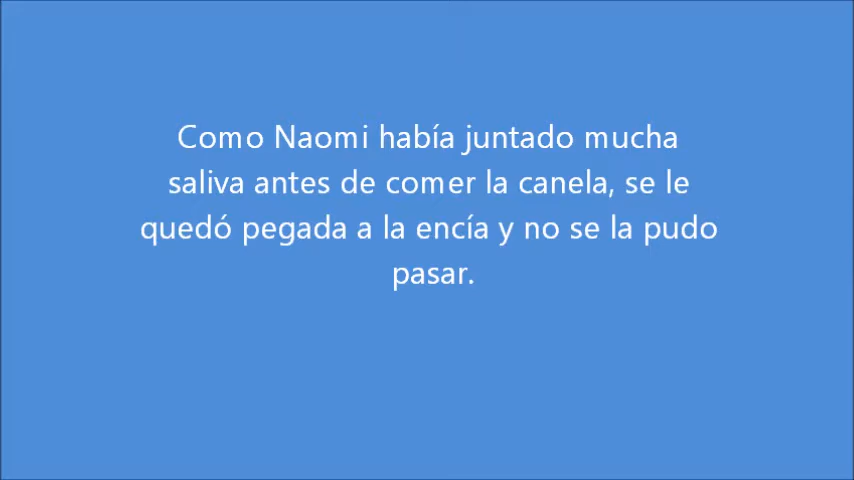 Como Naomi había juntado mucha
saliva antes de comer la canela, se le
quedó pegada a la encía y no se la pudo
pasar.